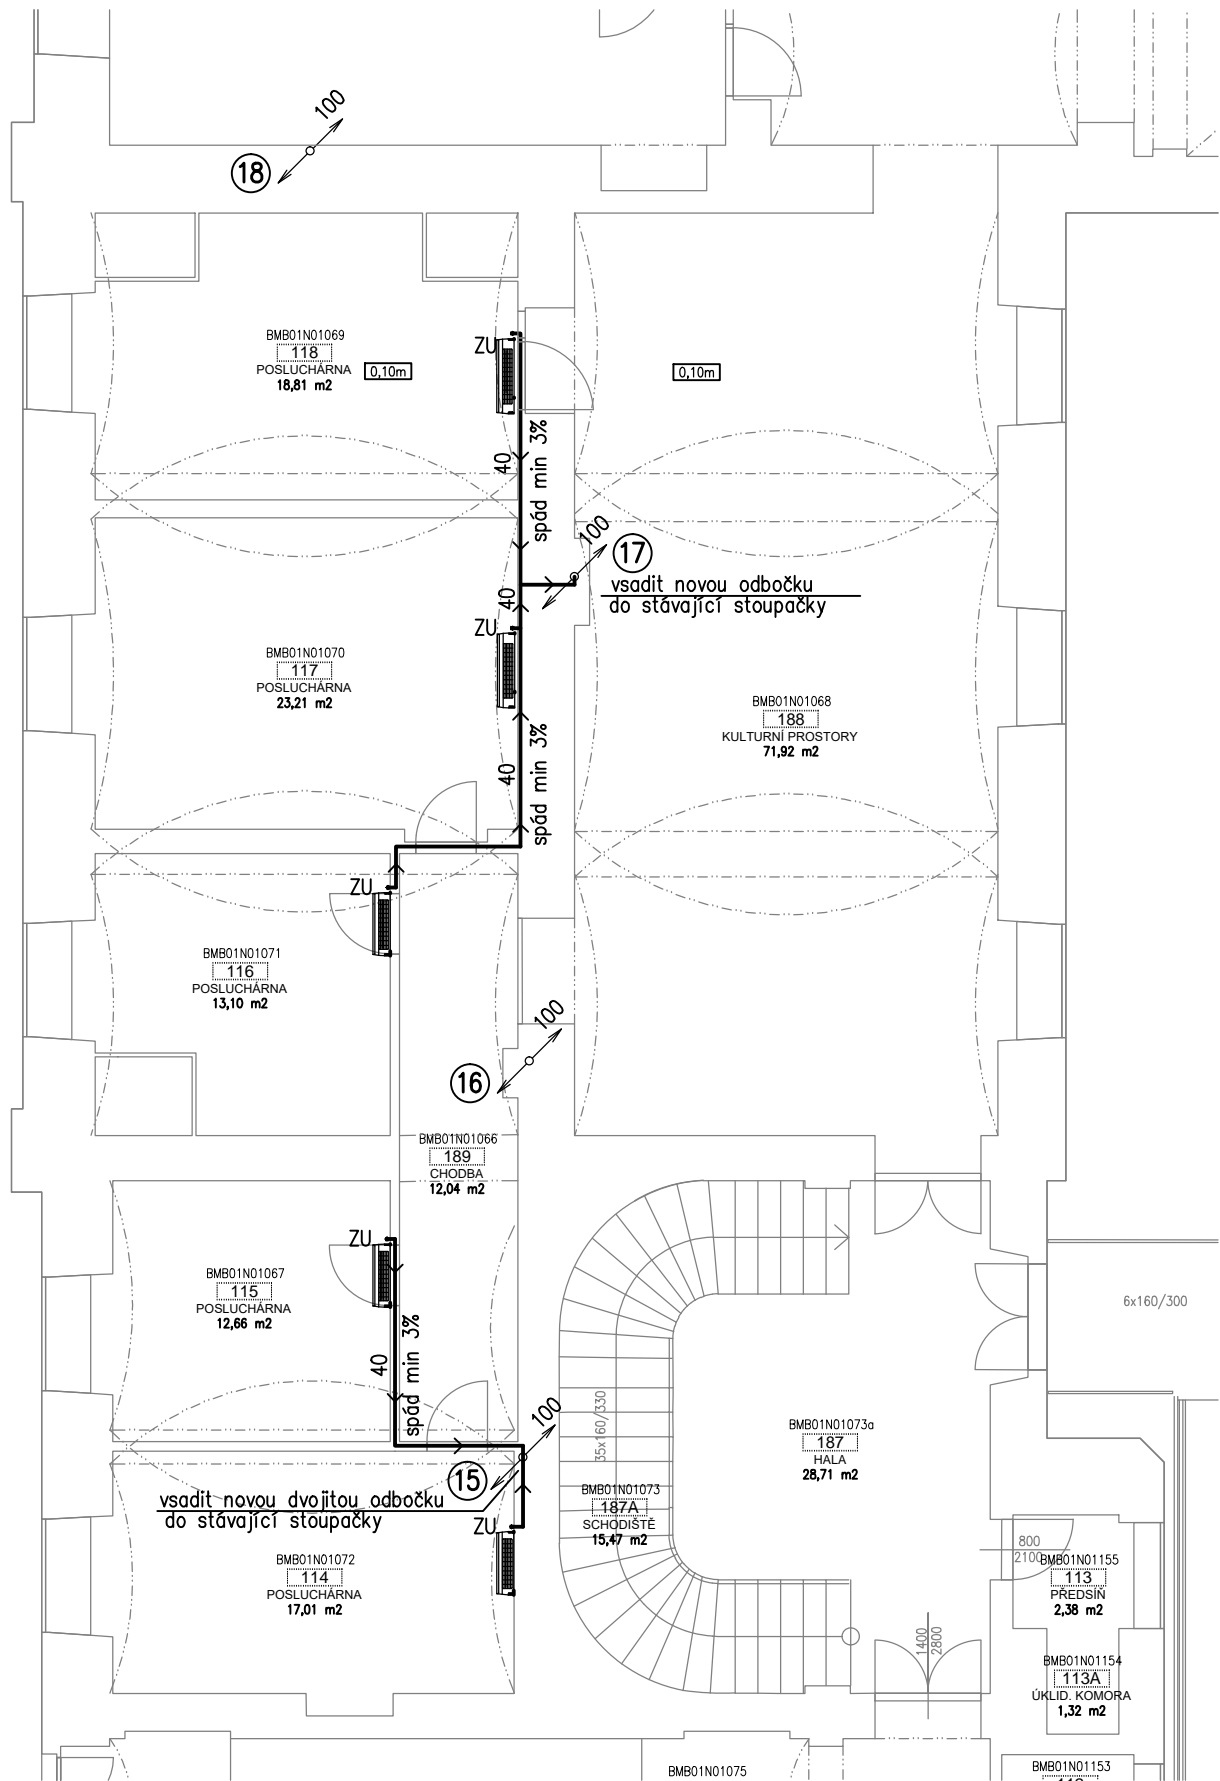 100
18
BMB01N01069
118
POSLUCHÁRNA
18,81 m2
0,10m
ZU
0,10m
40
spád min 3%
100
17
vsadit novou odbočku
do stávající stoupačky
40
ZU
BMB01N01070
117
POSLUCHÁRNA
23,21 m2
BMB01N01068
188
KULTURNÍ PROSTORY
71,92 m2
40
spád min 3%
ZU
BMB01N01071
116
POSLUCHÁRNA
13,10 m2
100
16
BMB01N01066
189
CHODBA
12,04 m2
ZU
BMB01N01067
115
POSLUCHÁRNA
12,66 m2
40
spád min 3%
6x160/300
35x160/330
100
15
vsadit novou dvojitou odbočku
do stávající stoupačky
ZU
BMB01N01073a
187
HALA
28,71 m2
BMB01N01073
187A
SCHODIŠTĚ
15,47 m2
BMB01N01072
114
POSLUCHÁRNA
17,01 m2
800
2100
BMB01N01155
113
PŘEDSÍŇ
2,38 m2
1400
2800
BMB01N01154
113A
ÚKLID. KOMORA
1,32 m2
BMB01N01075
BMB01N01153